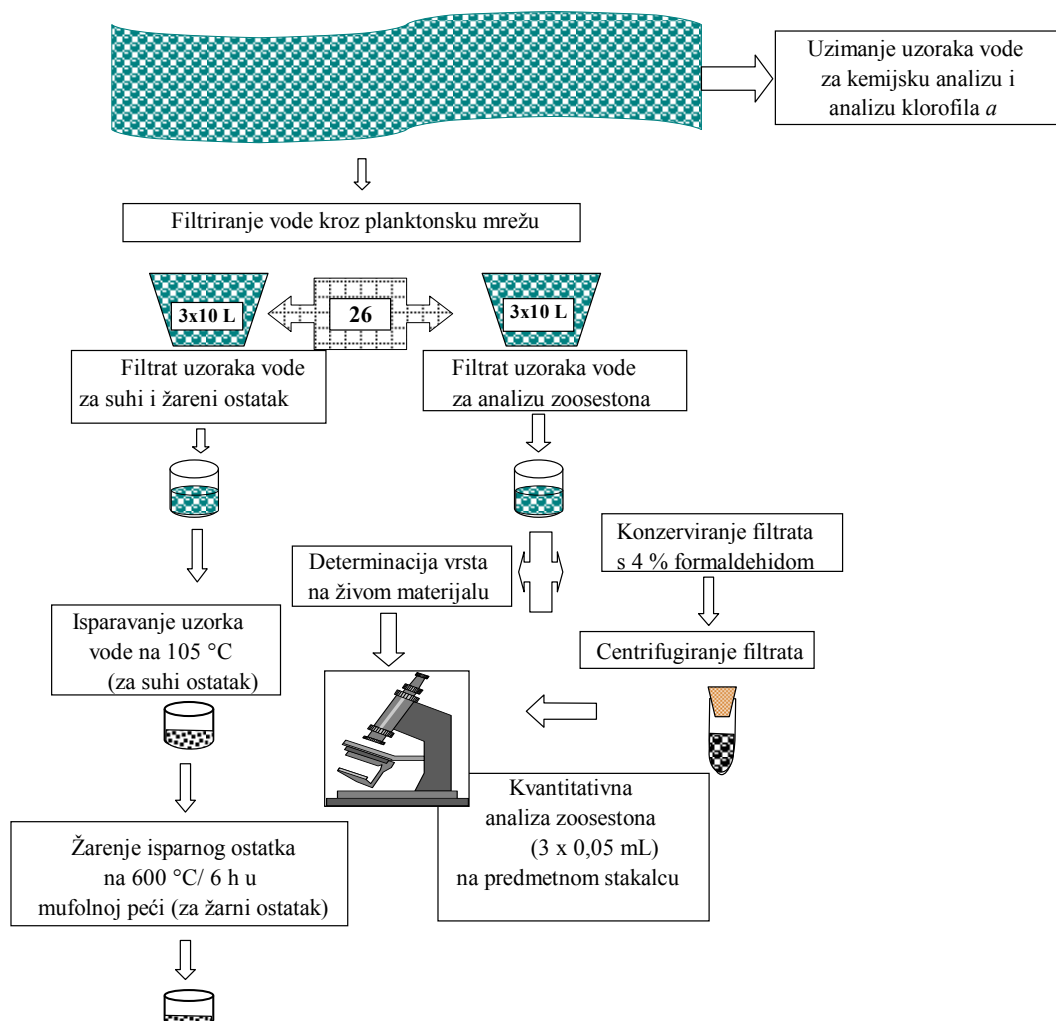 Uzimanje uzoraka vode
za kemijsku analizu i
analizu klorofila a
Filtriranje vode kroz planktonsku mrežu
3x10 L
26
3x10 L
Filtrat uzoraka vode
za suhi i žareni ostatak
Filtrat uzoraka vode
za analizu zoosestona
Konzerviranje filtrata
s 4 % formaldehidom
Determinacija vrsta
na živom materijalu
Isparavanje uzorka
vode na 105 °C
(za suhi ostatak)
Centrifugiranje filtrata
Kvantitativna
analiza zoosestona
(3 x 0,05 mL)
na predmetnom stakalcu
Žarenje isparnog ostatka
na 600 °C/ 6 h u
mufolnoj peći (za žarni ostatak)